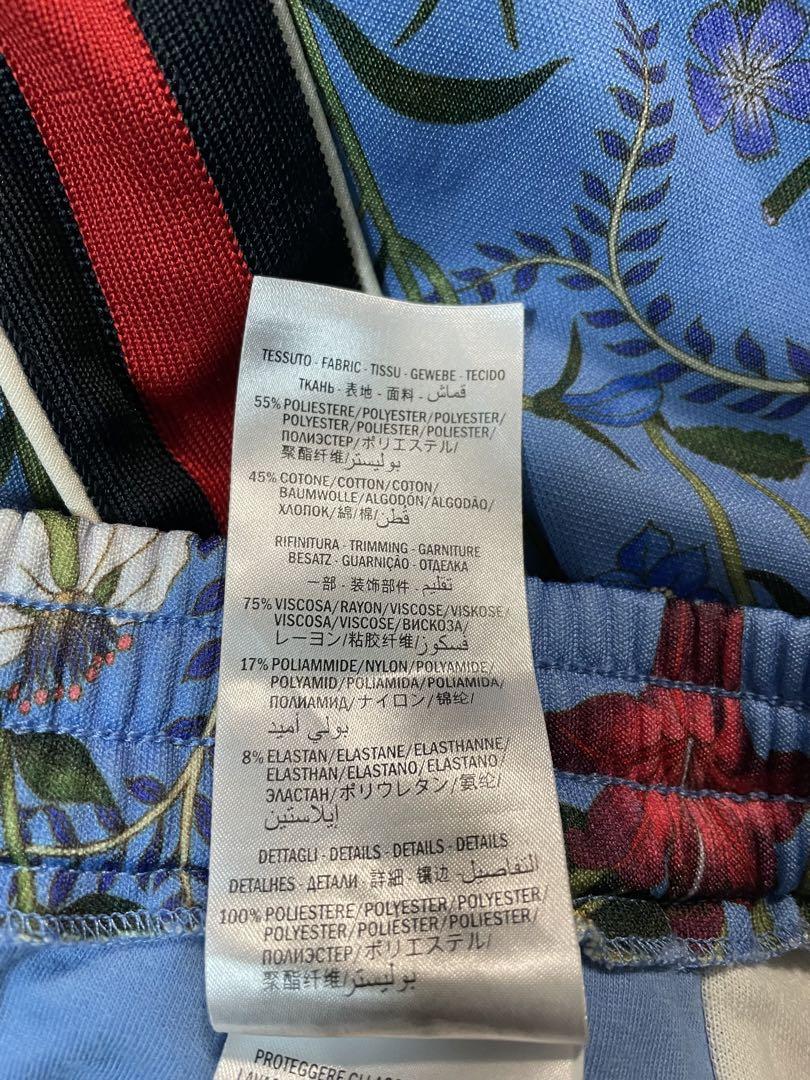 TESSUTO - FABRIC - TISSU - GEWEBE - TECIDO
ТКАНЬ - 表地 - 面料 - قماش
55% POLIESTERE/POLYESTER/POLYESTER/
POLYESTER/POLIESTER/POLIESTER/
ПОЛИЭСТЕР/ポリエステル/
聚酯纤维/بوليستر
45% COTONE/COTTON/COTON/
BAUMWOLLE/ALGODÓN/ALGODÃO/
ХЛОПОК/綿/棉/قطن
RIFINITURA - TRIMMING - GARNITURE
BESATZ - GUARNIÇÃO - ОТДЕЛКА
一部 - 装饰部件 - تقليم
75% VISCOSA/RAYON/VISCOSE/VISKOSE/
VISCOSA/VISCOSE/ВИСКОЗА/
レーヨン/粘胶纤维/فسكوز
17% POLIAMMIDE/NYLON/POLYAMIDE/
POLYAMID/POLIAMIDA/POLIAMIDA/
ПОЛИАМИД/ナイロン/锦纶/
بولي أميد
8% ELASTAN/ELASTANE/ELASTHANNE/
ELASTHAN/ELASTANO/ELASTANO/
ЭЛАСТАН/ポリウレタン/氨纶/
إيلاستين
DETTAGLI - DETAILS - DETAILS - DETAILS
DETALHES - ДЕТАЛИ - 詳細 - 镶边 - التفاصيل
100% POLIESTERE/POLYESTER/POLYESTER/
POLYESTER/POLIESTER/POLIESTER/
ПОЛИЭСТЕР/ポリエステル/
聚酯纤维/بوليستر
PROTEGGERE